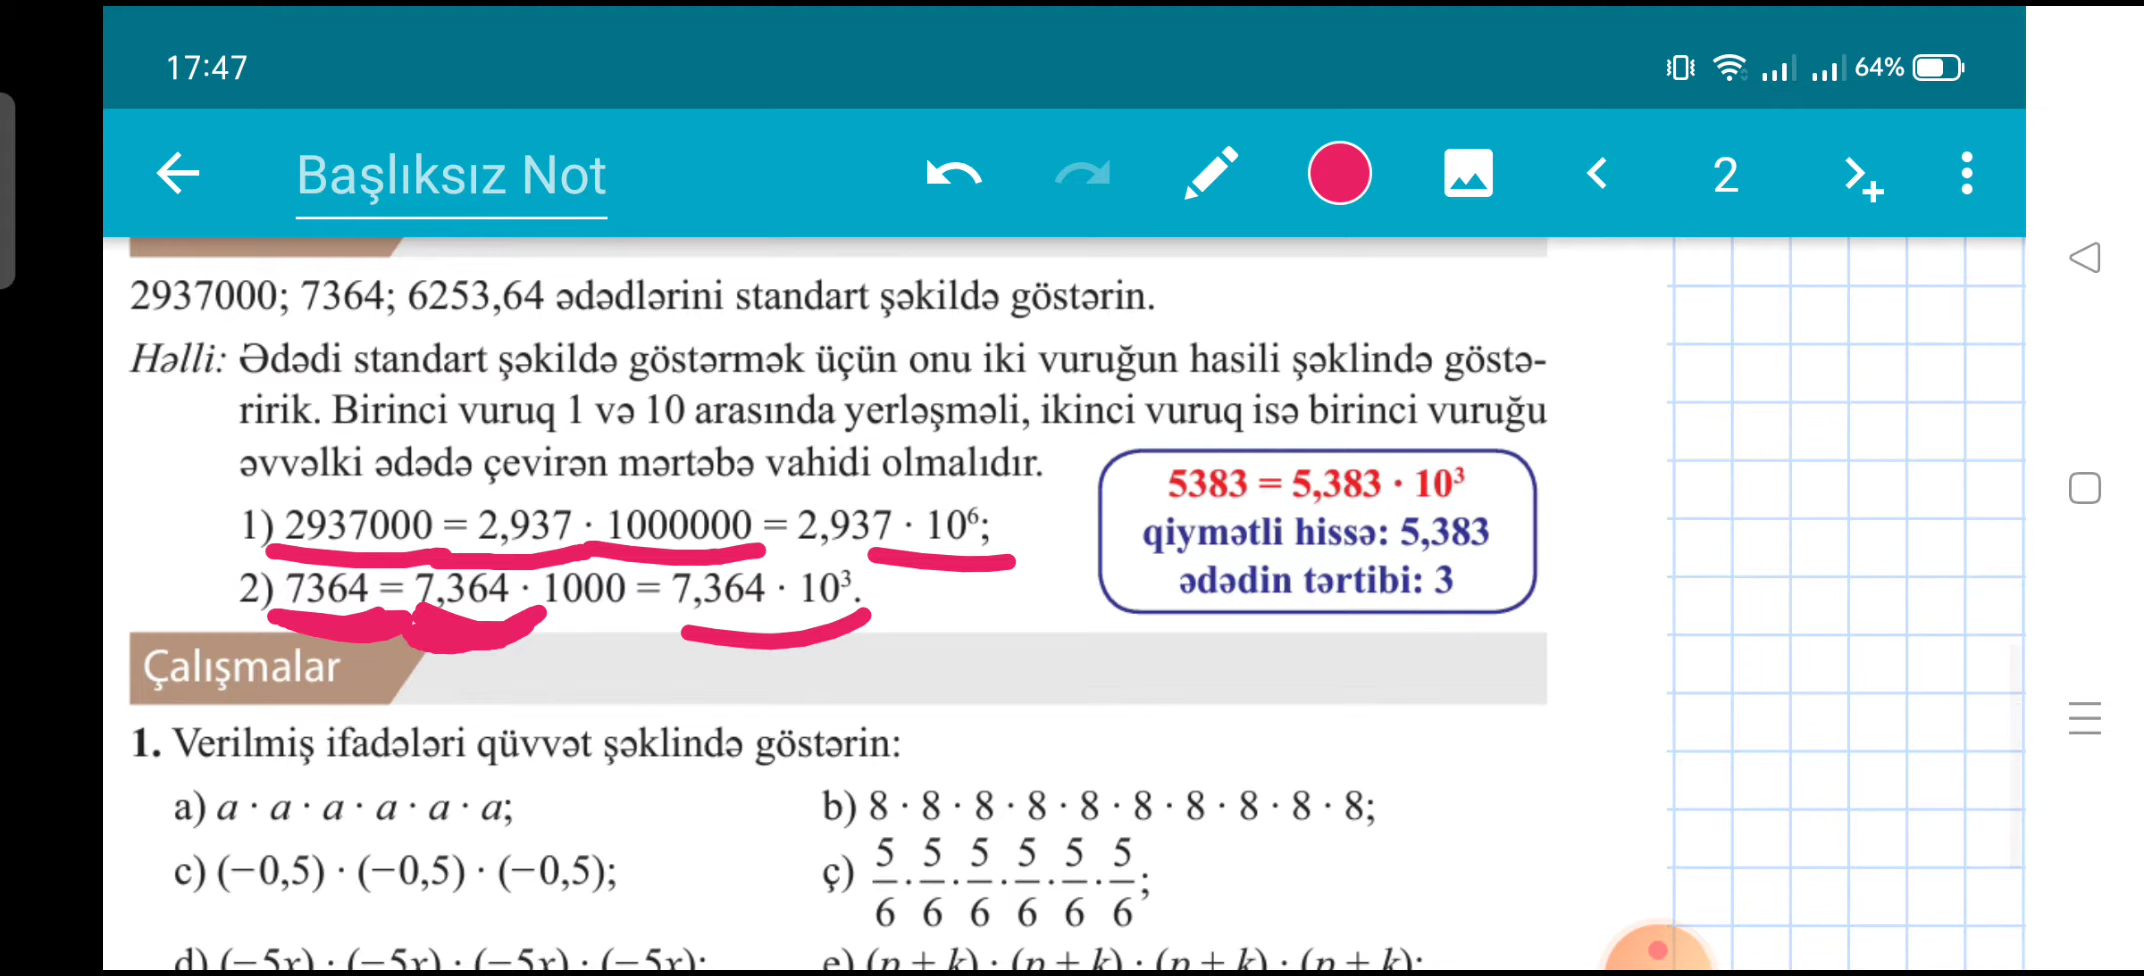 17:47
64%
Başlıksız Not
2
2937000; 7364; 6253,64 ədədlərini standart şəkildə göstərin.
Həlli: Ədədi standart şəkildə göstərmək üçün onu iki vuruğun hasili şəklində göstə-
ririk. Birinci vuruq 1 və 10 arasında yerləşməli, ikinci vuruq isə birinci vuruğu
əvvəlki ədədə çevirən mərtəbə vahidi olmalıdır.
1) 2937000 = 2,937 · 1000000 = 2,937 · 10⁶;
2) 7364 = 7,364 · 1000 = 7,364 · 10³.
5383 = 5,383 · 10³
qiymətli hissə: 5,383
ədədin tərtibi: 3
Çalışmalar
1. Verilmiş ifadələri qüvvət şəklində göstərin:
a) a · a · a · a · a · a;
b) 8 · 8 · 8 · 8 · 8 · 8 · 8 · 8 · 8 · 8;
c) (−0,5) · (−0,5) · (−0,5);
ç) 5/6 · 5/6 · 5/6 · 5/6 · 5/6 · 5/6;
d) (−5x) · (−5x) · (−5x) · (−5x);
e) (n + k) · (n + k) · (n + k) · (n + k);